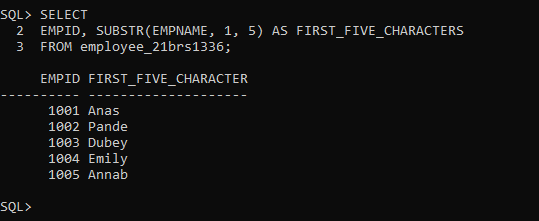 SQL> SELECT
  2  EMPID, SUBSTR(EMPNAME, 1, 5) AS FIRST_FIVE_CHARACTERS
  3  FROM employee_21brs1336;
     EMPID FIRST_FIVE_CHARACTER
---------- --------------------
      1001 Anas
      1002 Pande
      1003 Dubey
      1004 Emily
      1005 Annab
SQL>